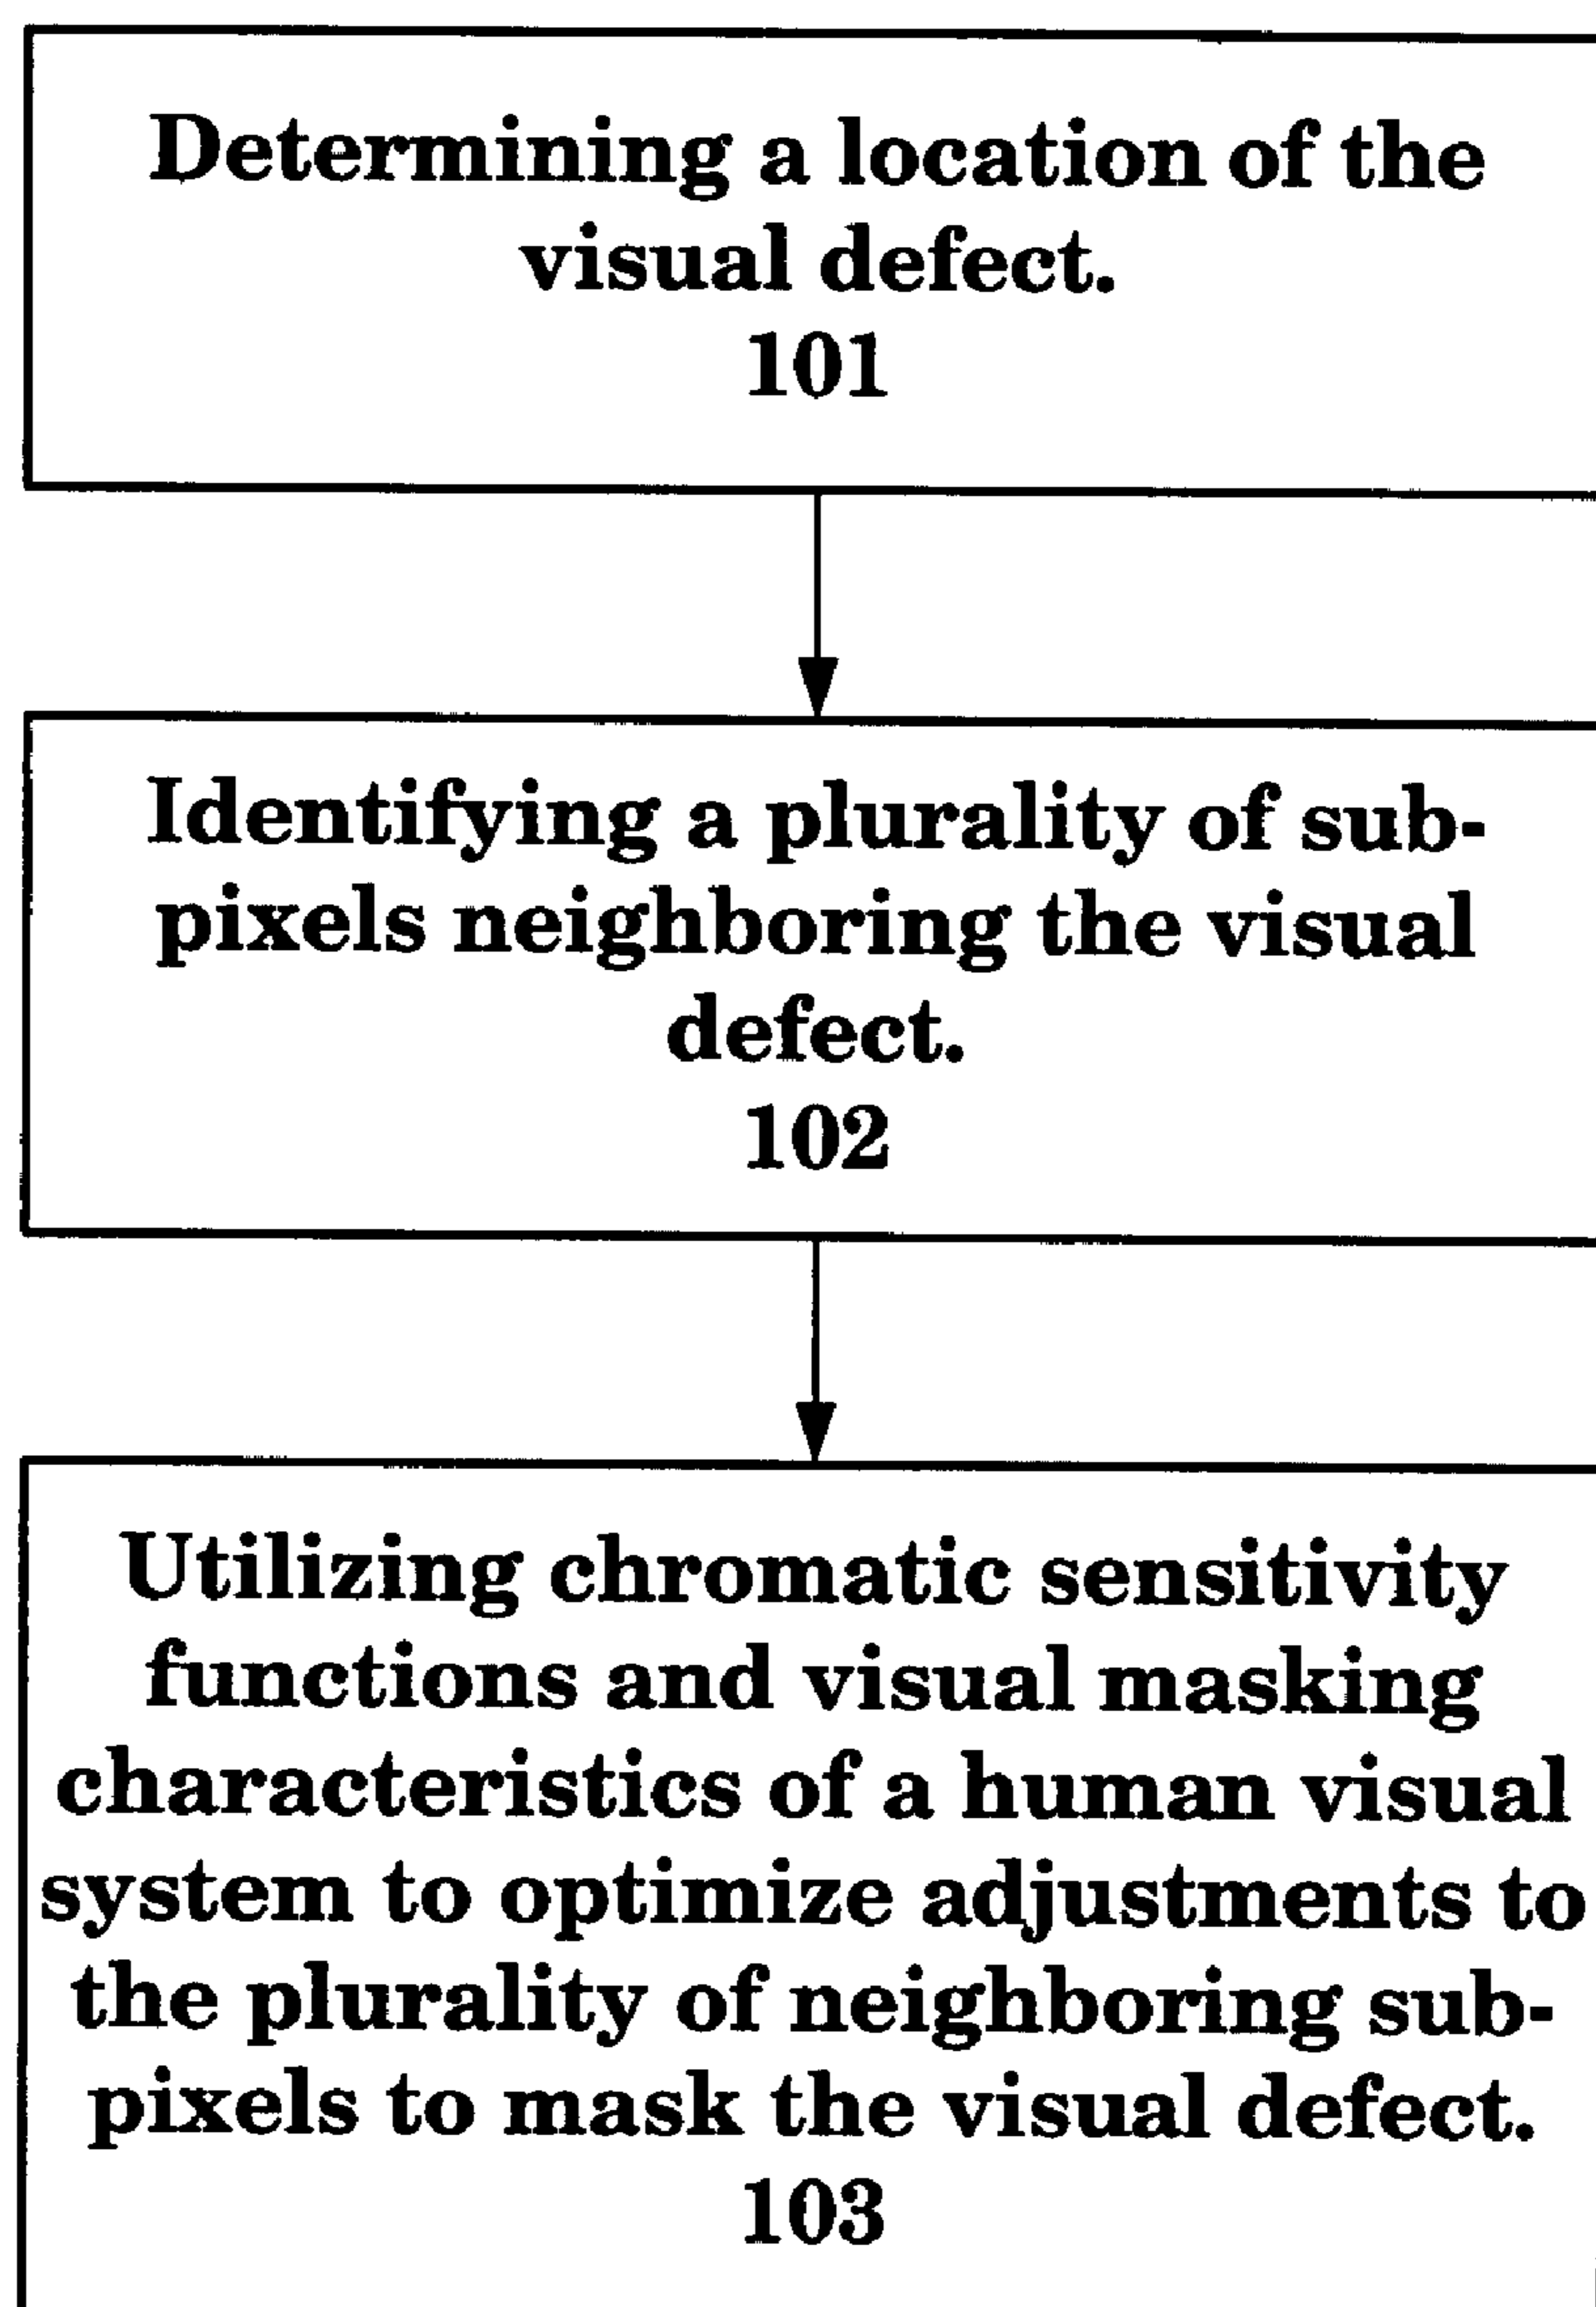 Determining a location of the
visual defect.
101
Identifying a plurality of sub-
pixels neighboring the visual
defect.
102
Utilizing chromatic sensitivity
functions and visual masking
characteristics of a human visual
system to optimize adjustments to
the plurality of neighboring sub-
pixels to mask the visual defect.
103